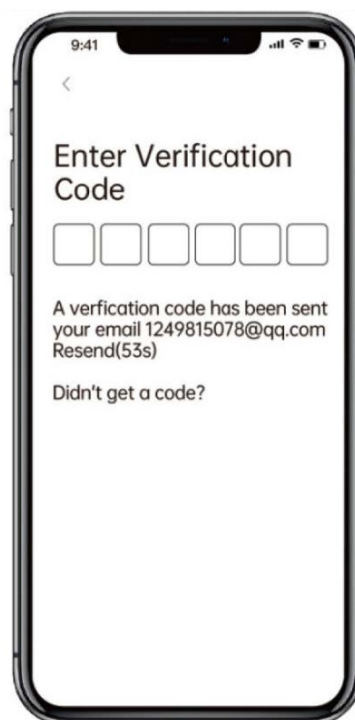 9:41
Enter Verification
Code
A verfication code has been sent
your email 1249815078@qq.com
Resend(53s)
Didn't get a code?